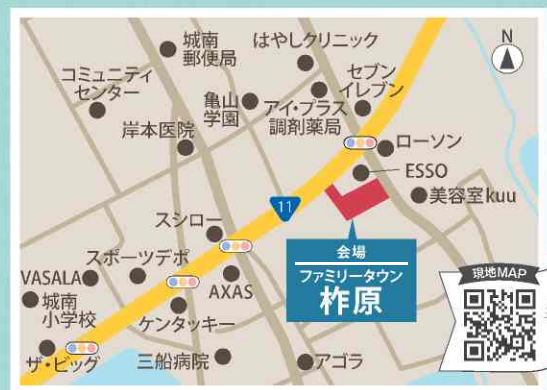 城南
郵便局
はやしクリニック
N
コミュニティ
センター
セブン
イレブン
亀山
学園
アイ・プラス
調剤薬局
岸本医院
ローソン
ESSO
美容室kuu
11
スシロー
会場
ファミリータウン
柞原
スポーツデポ
VASALA
AXAS
城南
小学校
ケンタッキー
現地MAP
ザ・ビッグ
三船病院
アゴラ